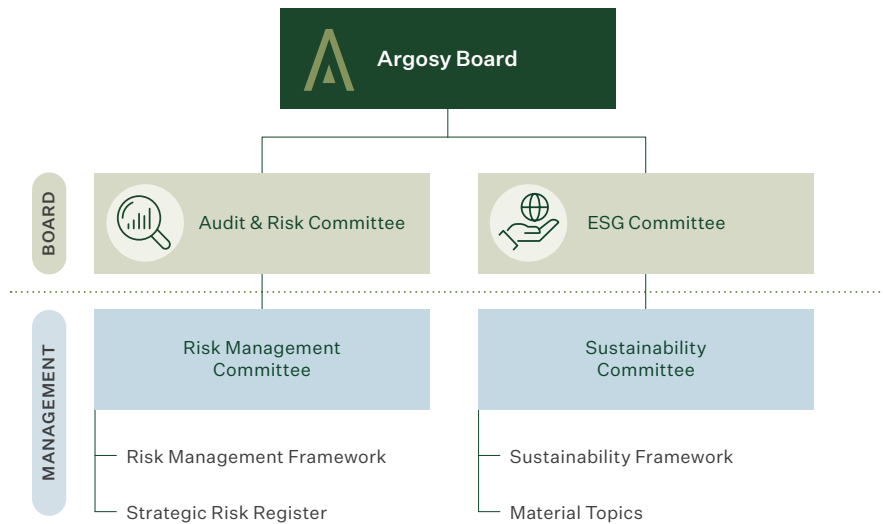 Argosy Board
BOARD
Audit & Risk Committee
ESG Committee
MANAGEMENT
Risk Management
Committee
Sustainability
Committee
Risk Management Framework
Sustainability Framework
Strategic Risk Register
Material Topics